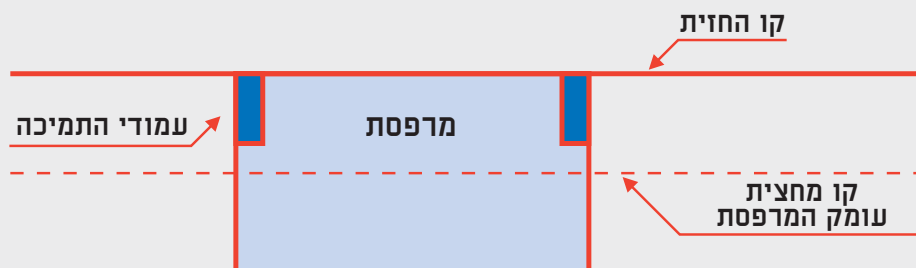 קו החזית
עמודי התמיכה
מרפסת
קו מחצית
עומק המרפסת